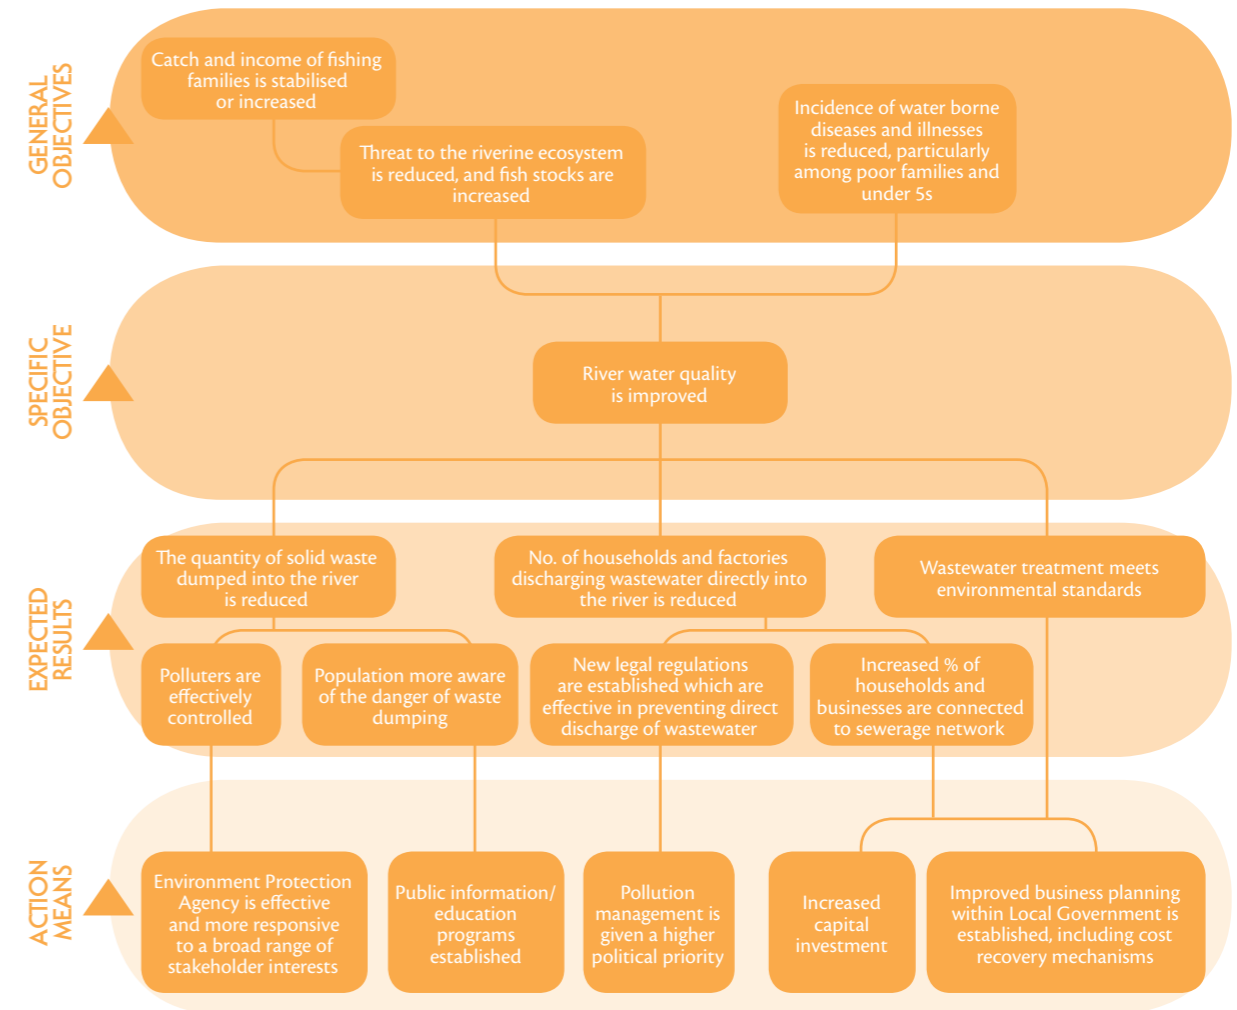 GENERAL
OBJECTIVES
Catch and income of fishing
families is stabilised
or increased
Threat to the riverine ecosystem
is reduced, and fish stocks are
increased
Incidence of water borne
diseases and illnesses
is reduced, particularly
among poor families and
under 5s
SPECIFIC
OBJECTIVE
River water quality
is improved
EXPECTED
RESULTS
The quantity of solid waste
dumped into the river
is reduced
No. of households and factories
discharging wastewater directly into
the river is reduced
Wastewater treatment meets
environmental standards
Polluters are
effectively
controlled
Population more aware
of the danger of waste
dumping
New legal regulations
are established which are
effective in preventing direct
discharge of wastewater
Increased % of
households and
businesses are connected
to sewerage network
ACTION
MEANS
Environment Protection
Agency is effective
and more responsive
to a broad range of
stakeholder interests
Public information/
education
programs
established
Pollution
management is
given a higher
political priority
Increased
capital
investment
Improved business planning
within Local Government is
established, including cost
recovery mechanisms